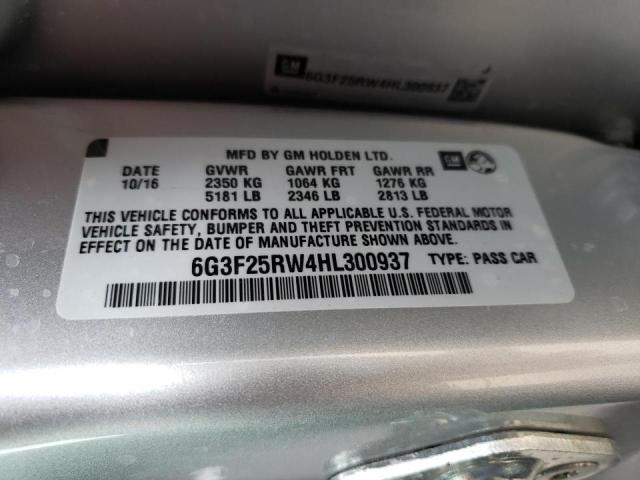 GM
6G3F25RW4HL300937
MFD BY GM HOLDEN LTD.
GM
DATE GVWR GAWR FRT GAWR RR
10/16 2350 KG 1064 KG 1276 KG
5181 LB 2346 LB 2813 LB
THIS VEHICLE CONFORMS TO ALL APPLICABLE U.S. FEDERAL MOTOR
VEHICLE SAFETY, BUMPER AND THEFT PREVENTION STANDARDS IN
EFFECT ON THE DATE OF MANUFACTURE SHOWN ABOVE.
6G3F25RW4HL300937 TYPE: PASS CAR